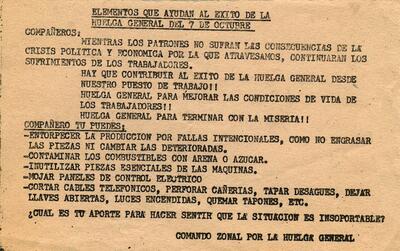 ELEMENTOS QUE AYUDAN AL EXITO DE LA
HUELGA GENERAL DEL 7 DE OCTUBRE
COMPAÑEROS:
MIENTRAS LOS PATRONES NO SUFRAN LAS CONSECUENCIAS DE LA
CRISIS POLITICA Y ECONOMICA POR LA QUE ATRAVESAMOS, CONTINUARAN LOS
SUFRIMIENTOS DE LOS TRABAJADORES.
HAY QUE CONTRIBUIR AL EXITO DE LA HUELGA GENERAL DESDE
NUESTRO PUESTO DE TRABAJO!!
HUELGA GENERAL PARA MEJORAR LAS CONDICIONES DE VIDA DE
LOS TRABAJADORES!!
HUELGA GENERAL PARA TERMINAR CON LA MISERIA!!
COMPAÑERO TU PUEDES:
-ENTORPECER LA PRODUCCION POR FALLAS INTENCIONALES, COMO NO ENGRASAR
LAS PIEZAS NI CAMBIAR LAS DETERIORADAS.
-CONTAMINAR LOS COMBUSTIBLES CON ARENA O AZUCAR.
-INUTILIZAR PIEZAS ESENCIALES DE LAS MAQUINAS.
-MOJAR PANELES DE CONTROL ELECTRICO
-CORTAR CABLES TELEFONICOS, PERFORAR CAÑERIAS, TAPAR DESAGUES, DEJAR
LLAVES ABIERTAS, LUCES ENCENDIDAS, QUEMAR TAPONES, ETC.
¿CUAL ES TU APORTE PARA HACER SENTIR QUE LA SITUACION ES INSOPORTABLE?
COMANDO ZONAL POR LA HUELGA GENERAL